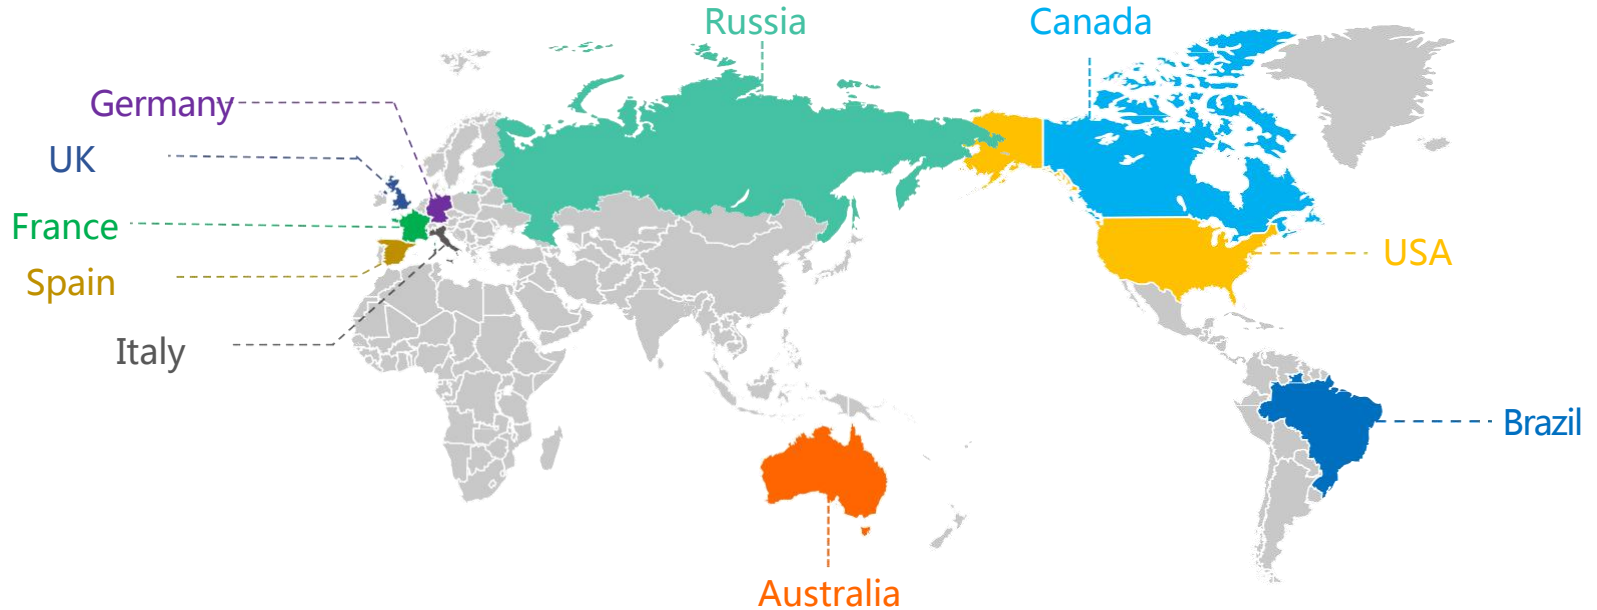 Russia
Canada
Germany
UK
France
USA
Spain
Italy
Brazil
Australia